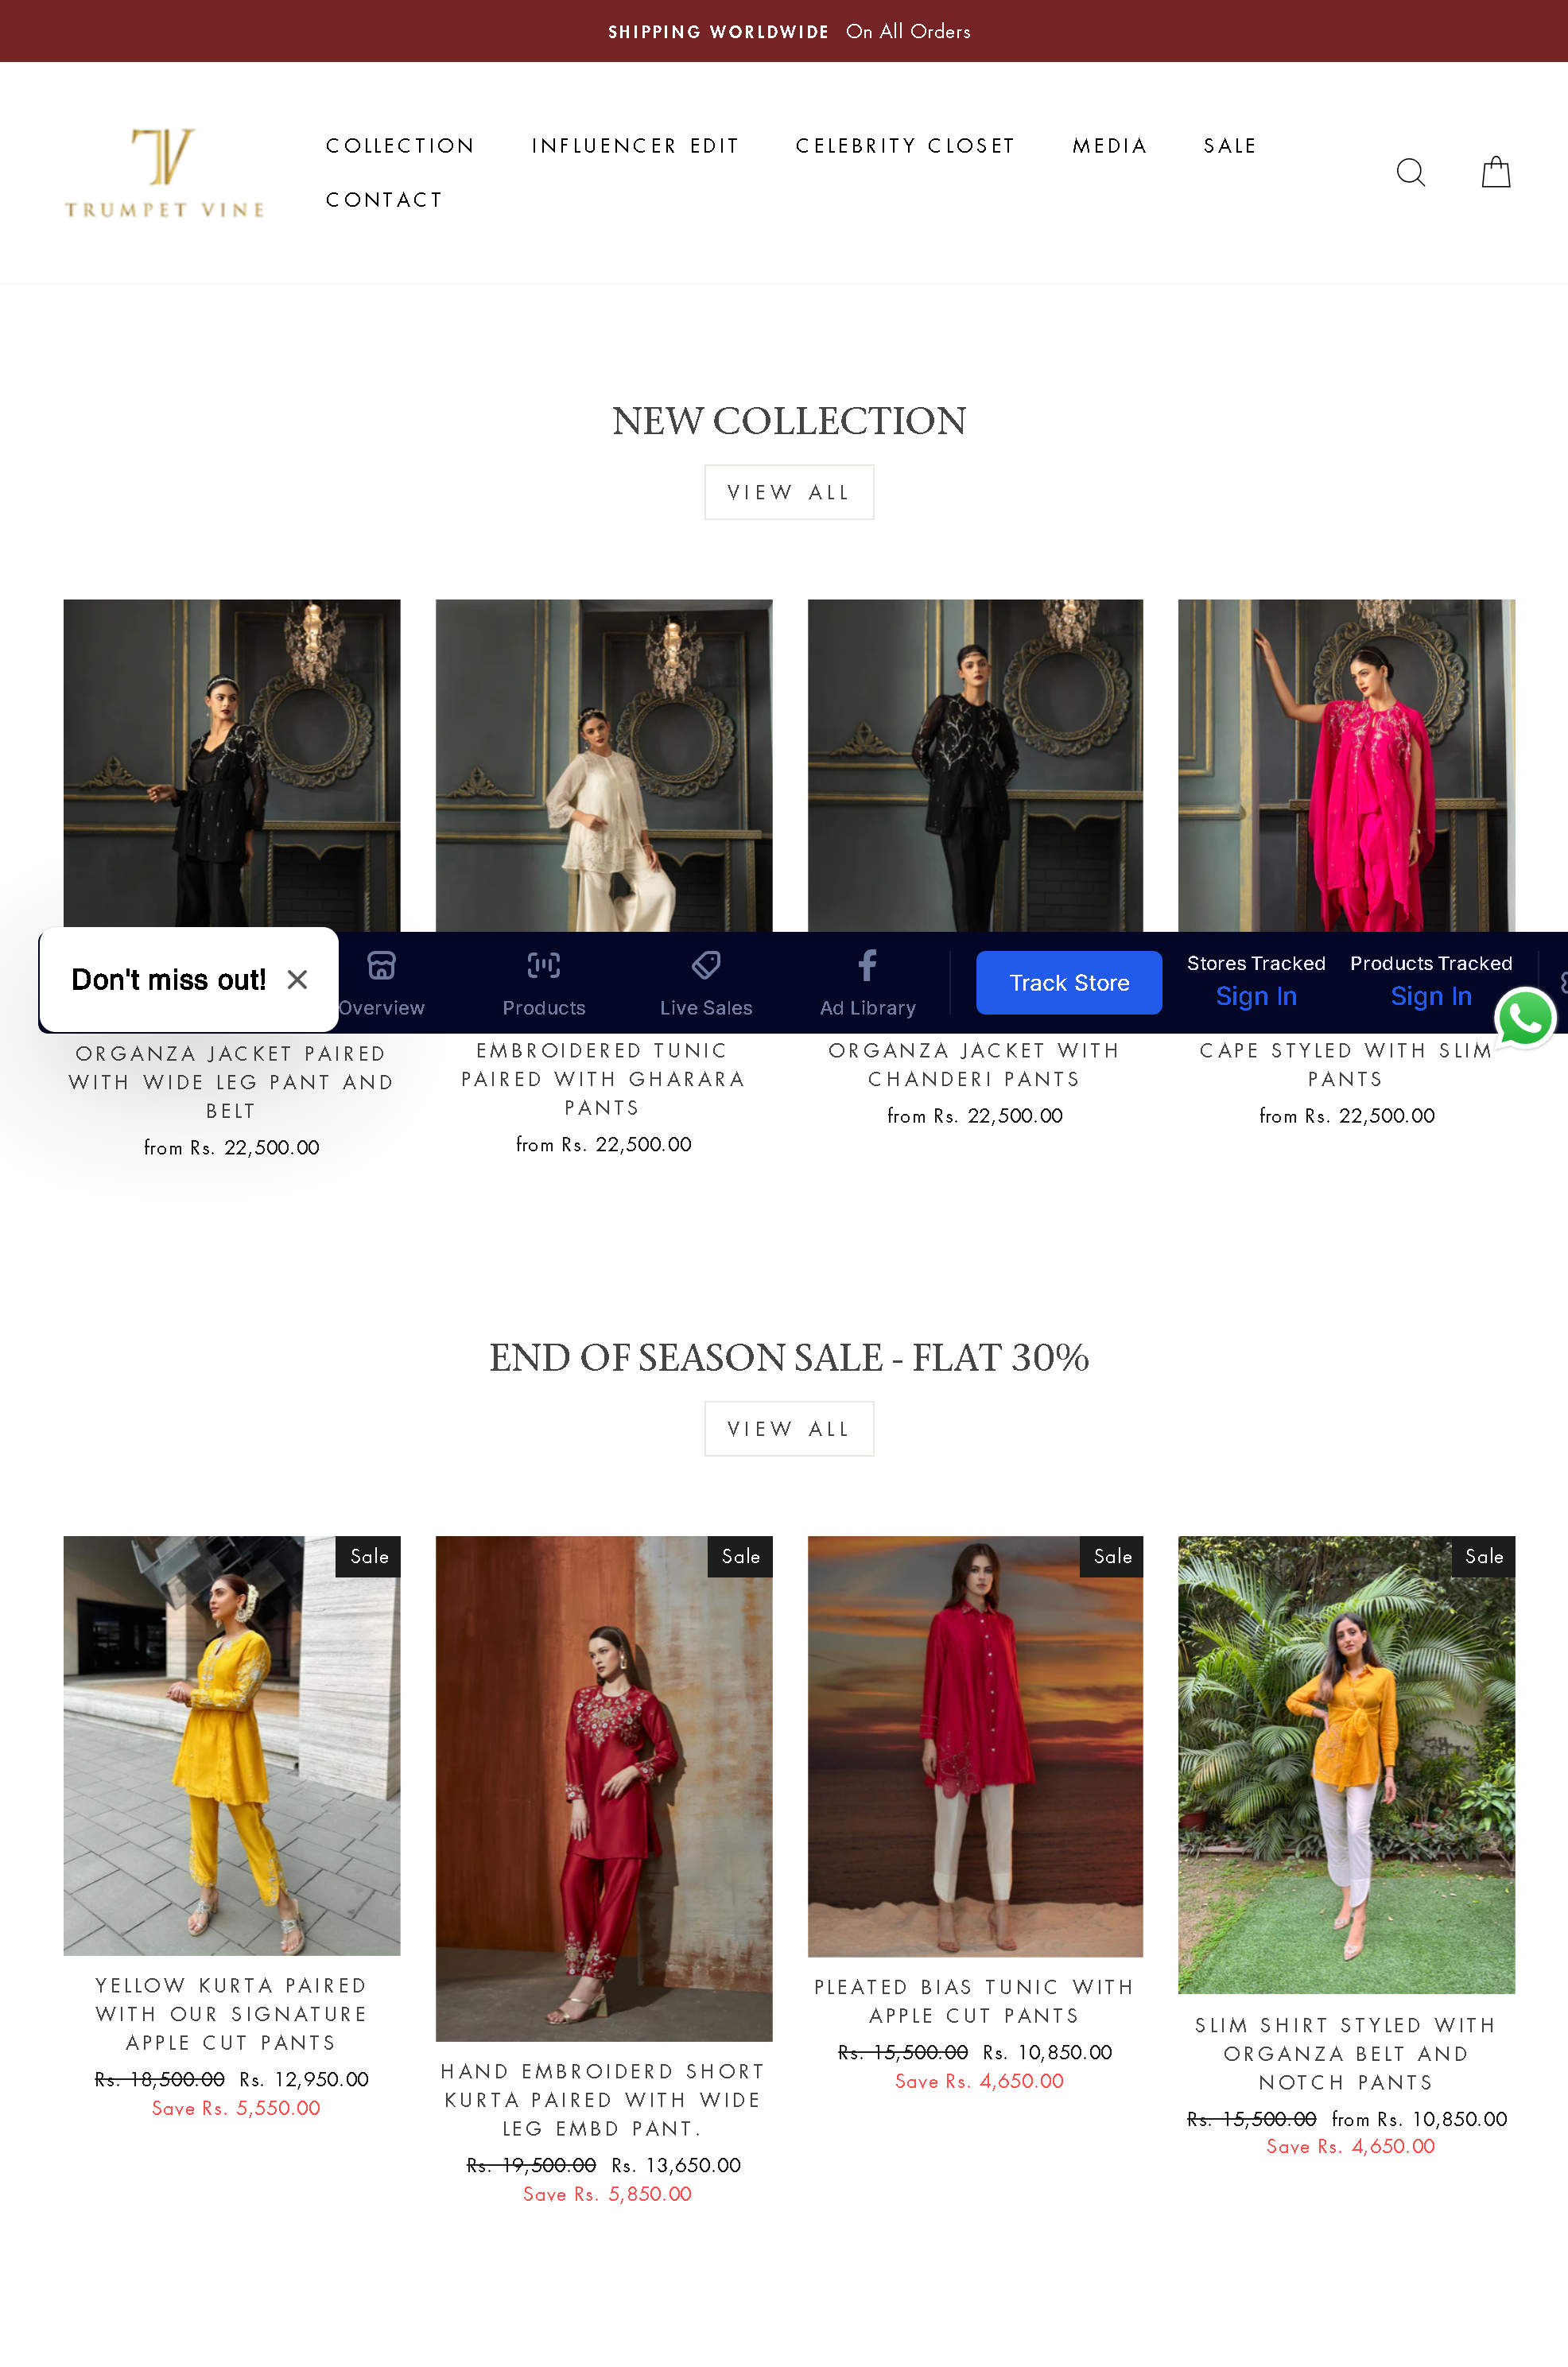 SHIPPING WORLDWIDE On All Orders
TV
TRUMPET VINE
COLLECTION INFLUENCER EDIT CELEBRITY CLOSET MEDIA SALE
CONTACT
NEW COLLECTION
VIEW ALL
Don't miss out!
Overview
Products
Live Sales
Ad Library
Track Store
Stores Tracked
Sign In
Products Tracked
Sign In
ORGANZA JACKET PAIRED
WITH WIDE LEG PANT AND
BELT
from Rs. 22,500.00
EMBROIDERED TUNIC
PAIRED WITH GHARARA
PANTS
from Rs. 22,500.00
ORGANZA JACKET WITH
CHANDERI PANTS
from Rs. 22,500.00
CAPE STYLED WITH SLIM
PANTS
from Rs. 22,500.00
END OF SEASON SALE - FLAT 30%
VIEW ALL
Sale
YELLOW KURTA PAIRED
WITH OUR SIGNATURE
APPLE CUT PANTS
Rs. 18,500.00 Rs. 12,950.00
Save Rs. 5,550.00
Sale
HAND EMBROIDERD SHORT
KURTA PAIRED WITH WIDE
LEG EMBD PANT.
Rs. 19,500.00 Rs. 13,650.00
Save Rs. 5,850.00
Sale
PLEATED BIAS TUNIC WITH
APPLE CUT PANTS
Rs. 15,500.00 Rs. 10,850.00
Save Rs. 4,650.00
Sale
SLIM SHIRT STYLED WITH
ORGANZA BELT AND
NOTCH PANTS
Rs. 15,500.00 from Rs. 10,850.00
Save Rs. 4,650.00